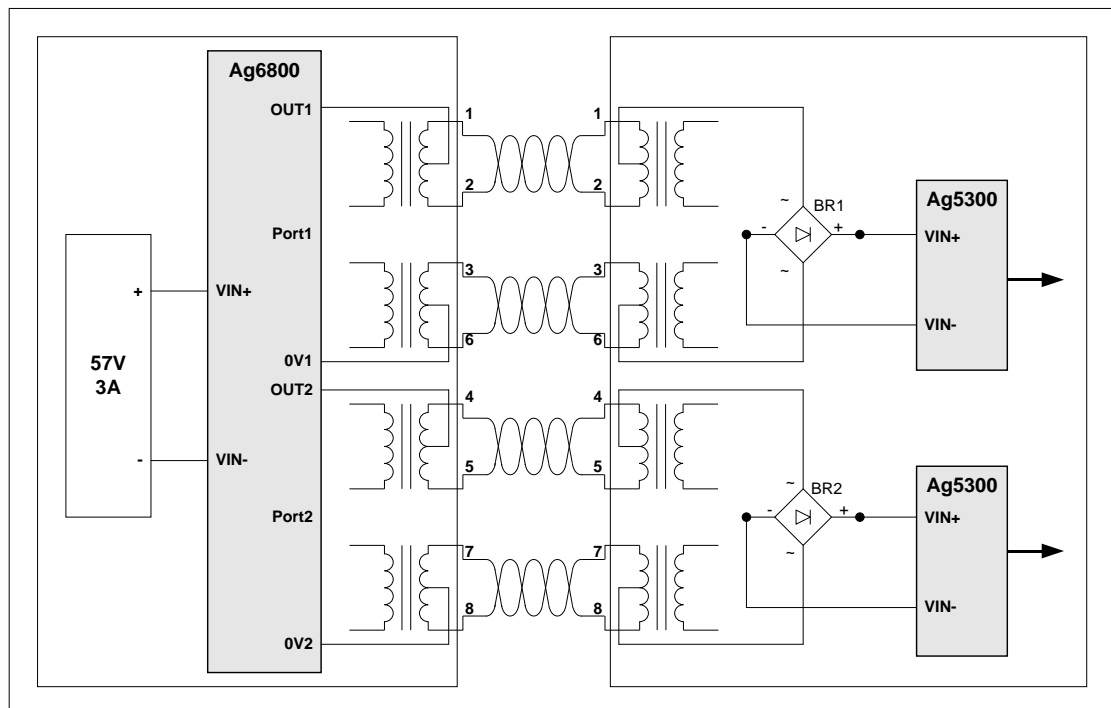 Ag6800
OUT1
Port1
VIN+
0V1
OUT2
VIN-
Port2
0V2
57V
3A
+
-
1
2
3
6
4
5
7
8
1
2
3
6
4
5
7
8
~
BR1
-
+
~
Ag5300
VIN+
VIN-
~
BR2
-
+
~
Ag5300
VIN+
VIN-